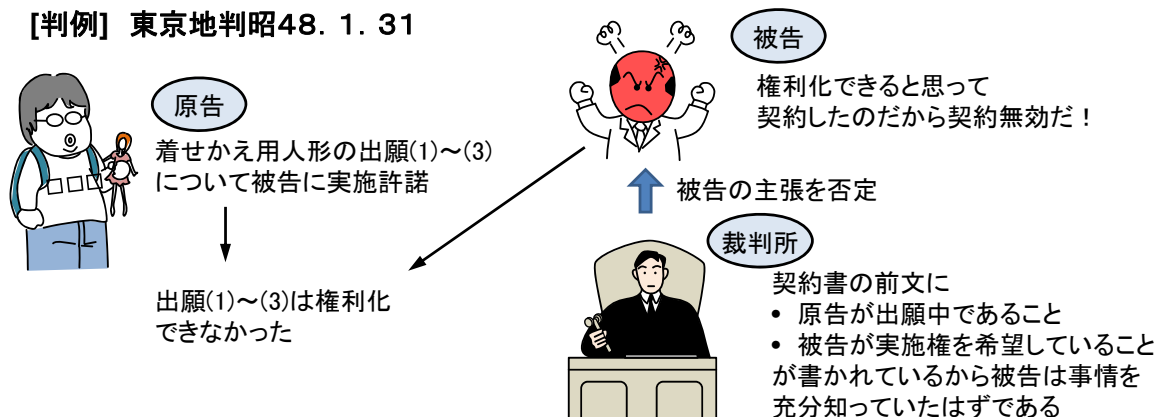 [判例] 東京地判昭48. 1. 31
原告
着せかえ用人形の出願(1)~(3)
について被告に実施許諾
出願(1)~(3)は権利化
できなかった
被告
権利化できると思って
契約したのだから契約無効だ!
被告の主張を否定
裁判所
契約書の前文に
• 原告が出願中であること
• 被告が実施権を希望していること
が書かれているから被告は事情を
充分知っていたはずである